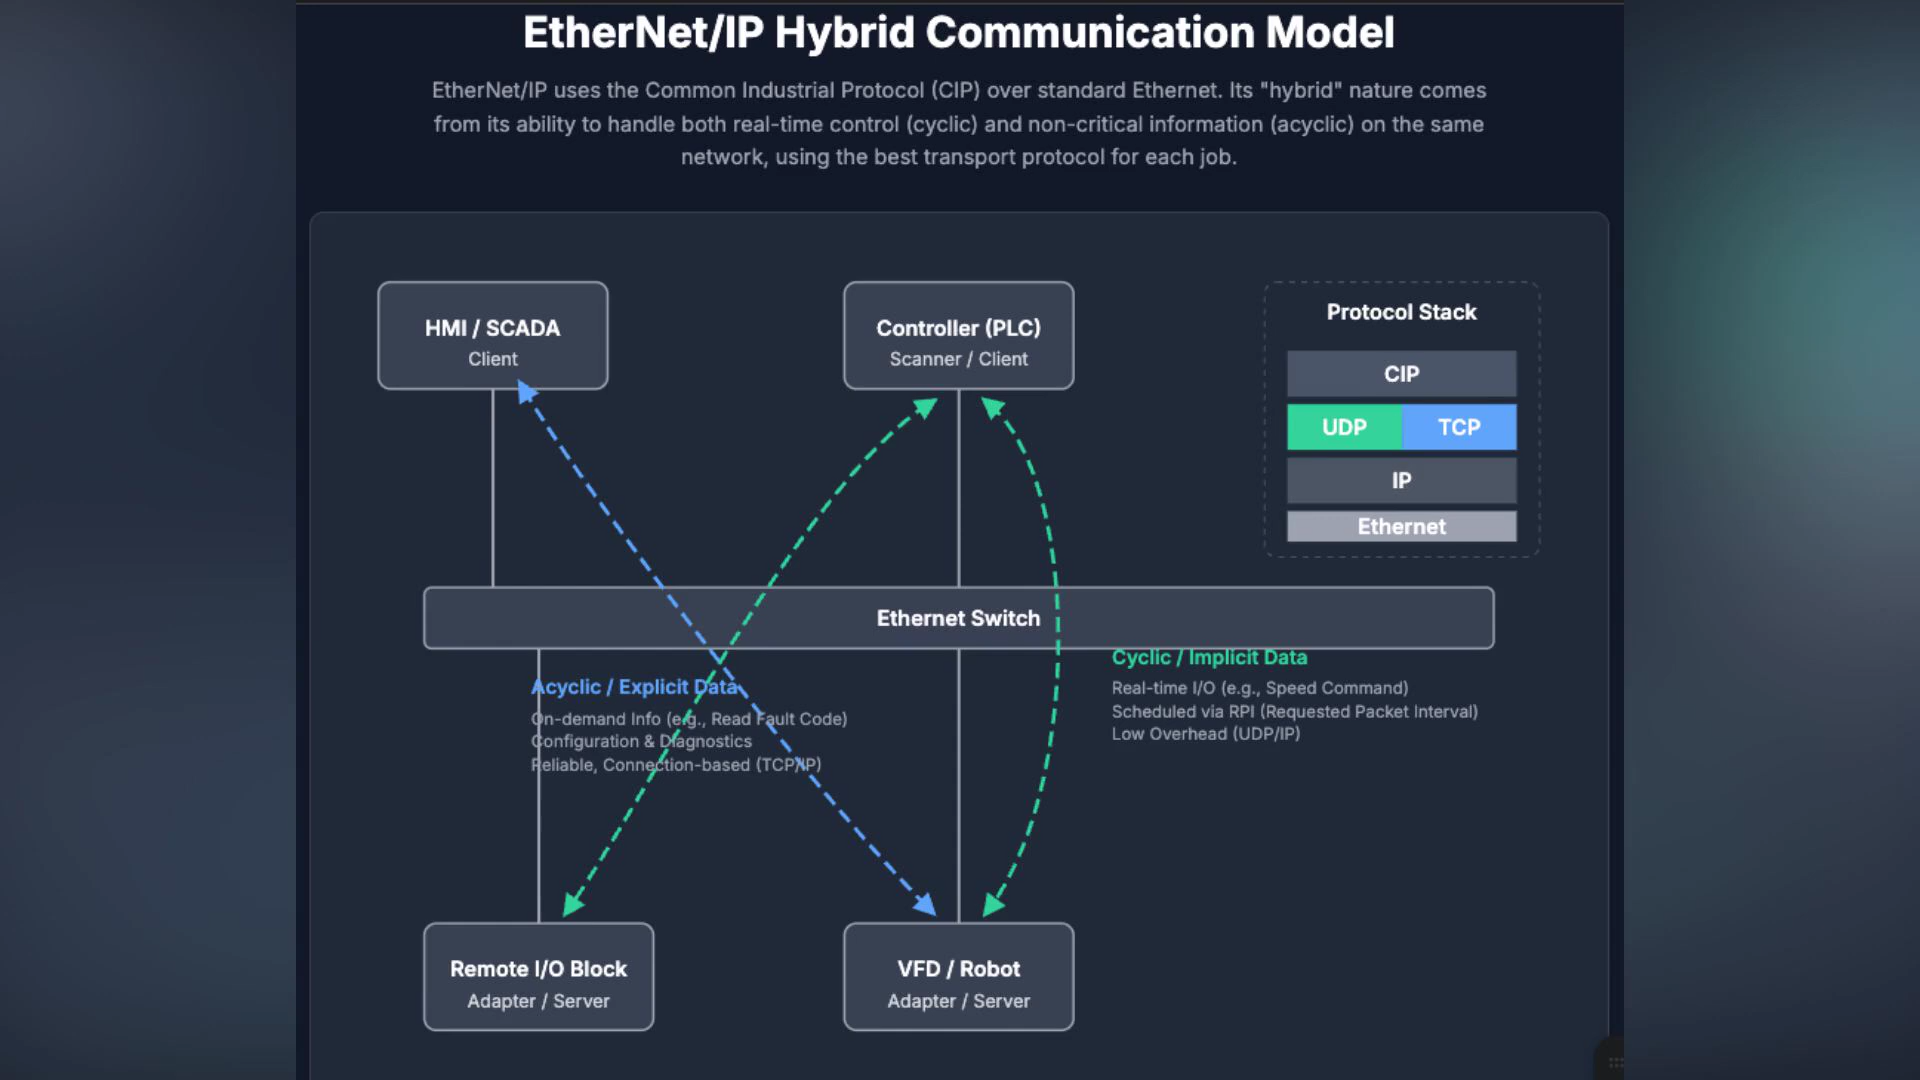 EtherNet/IP Hybrid Communication Model
EtherNet/IP uses the Common Industrial Protocol (CIP) over standard Ethernet. Its "hybrid" nature comes
from its ability to handle both real-time control (cyclic) and non-critical information (acyclic) on the same
network, using the best transport protocol for each job.
HMI / SCADA
Client
Controller (PLC)
Scanner / Client
Protocol Stack
CIP
UDP
TCP
IP
Ethernet
Ethernet Switch
Acyclic / Explicit Data
On-demand Info (e.g., Read Fault Code)
Configuration & Diagnostics
Reliable, Connection-based (TCP/IP)
Cyclic / Implicit Data
Real-time I/O (e.g., Speed Command)
Scheduled via RPI (Requested Packet Interval)
Low Overhead (UDP/IP)
Remote I/O Block
Adapter / Server
VFD / Robot
Adapter / Server